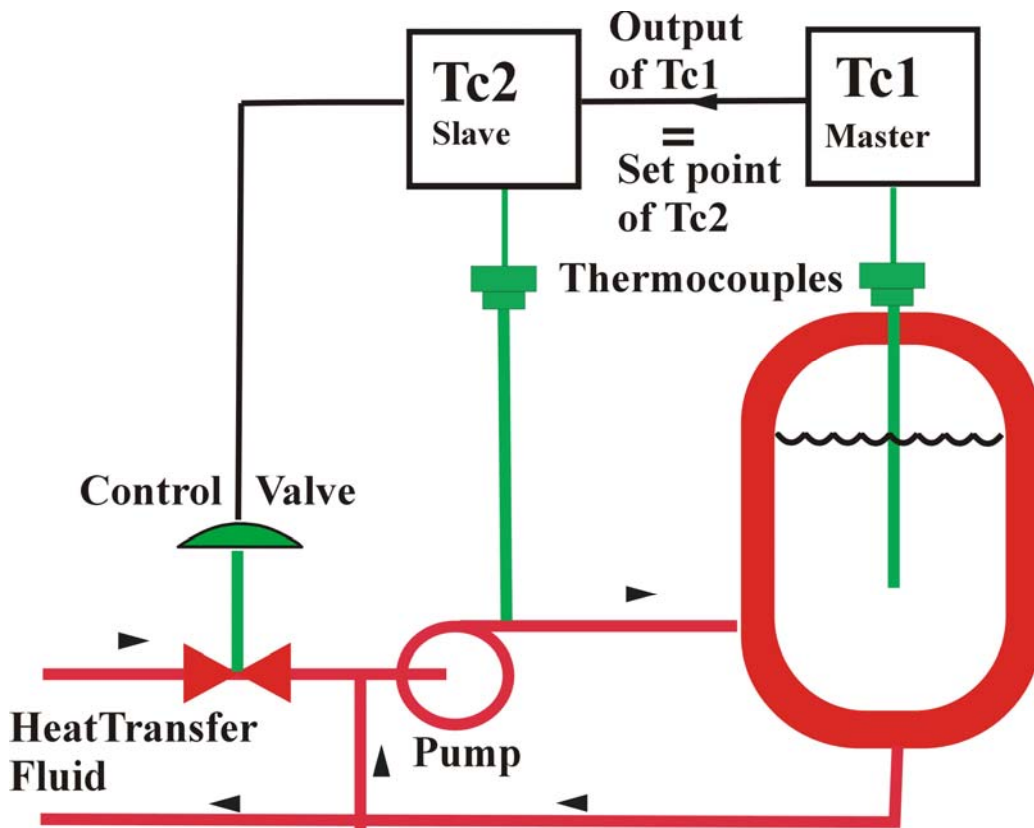 Tc2
Slave
Output
of Tc1
=
Set point
of Tc2
Tc1
Master
Thermocouples
Control Valve
HeatTransfer
Fluid
Pump